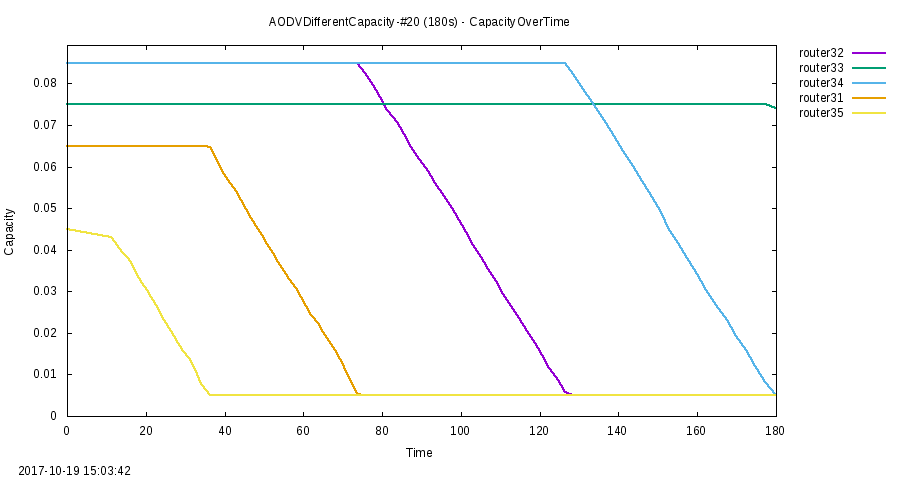 AODVDifferentCapacity-#20 (180s) - CapacityOverTime
router32
router33
router34
router31
router35
Capacity
0.08
0.07
0.06
0.05
0.04
0.03
0.02
0.01
0
0 20 40 60 80 100 120 140 160 180
Time
2017-10-19 15:03:42